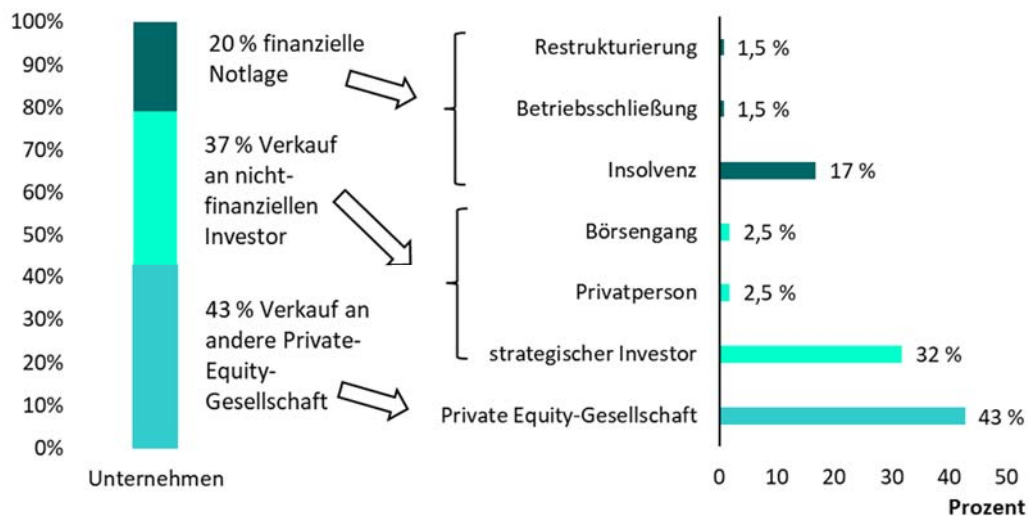 100%
90%
80%
70%
60%
50%
40%
30%
20%
10%
0%
Unternehmen
20 % finanzielle
Notlage
37 % Verkauf
an nicht-
finanziellen
Investor
43 % Verkauf an
andere Private-
Equity-
Gesellschaft
Restrukturierung 1,5 %
Betriebsschließung 1,5 %
Insolvenz 17 %
Börsengang 2,5 %
Privatperson 2,5 %
strategischer Investor 32 %
Private Equity-Gesellschaft 43 %
0 10 20 30 40 50
Prozent